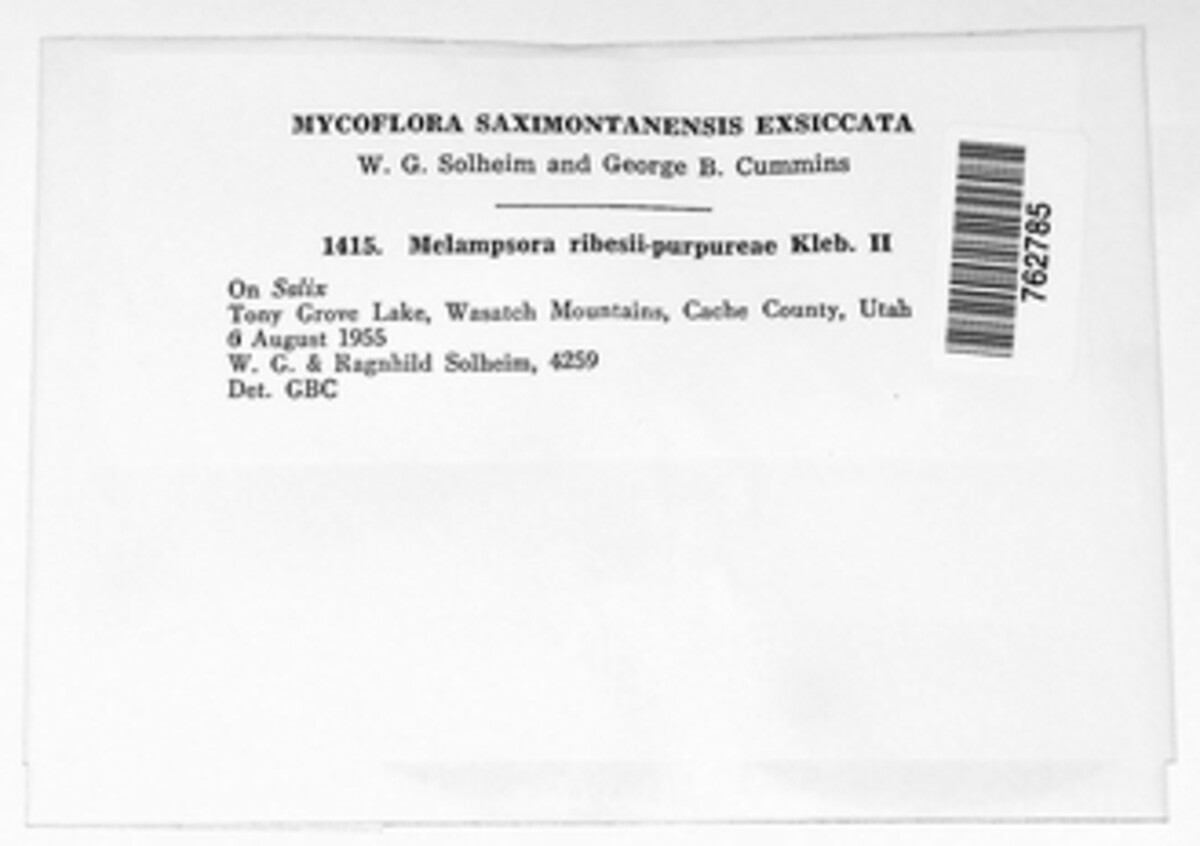 MYCOFLORA SAXIMONTANENSIS EXSICCATA
W. G. Solheim and George B. Cummins
1415. Melampsora ribesii-purpureae Kleb. II
On Salix
Tony Grove Lake, Wasatch Mountains, Cache County, Utah
6 August 1955
W. G. & Ragnhild Solheim, 4259
Det. GBC
762785